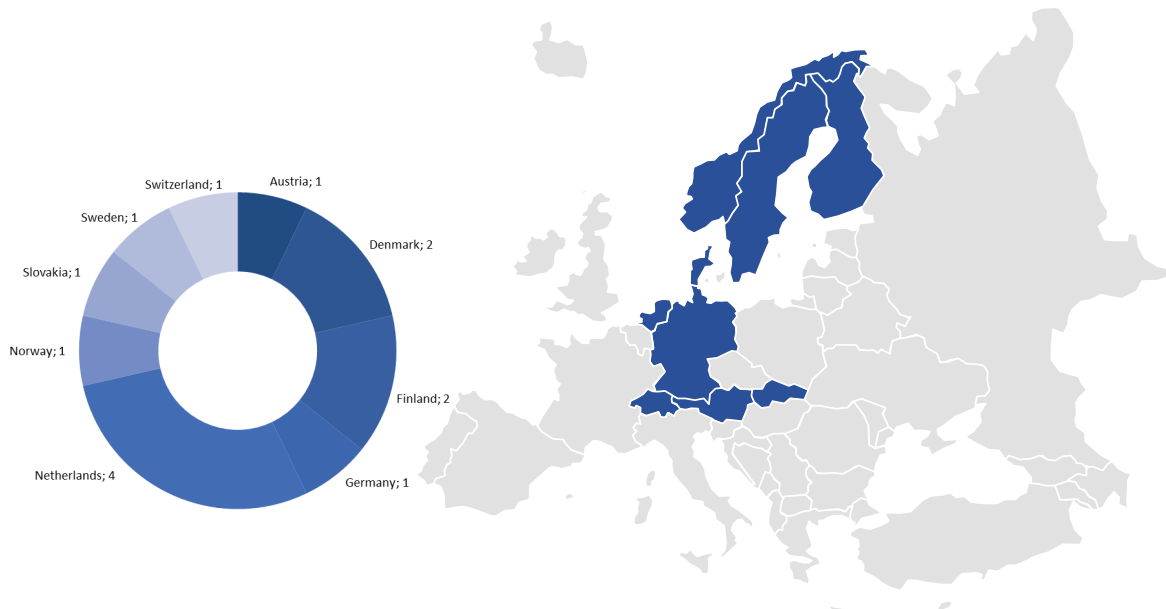 Switzerland; 1
Austria; 1
Sweden; 1
Denmark; 2
Slovakia; 1
Norway; 1
Finland; 2
Netherlands; 4
Germany; 1